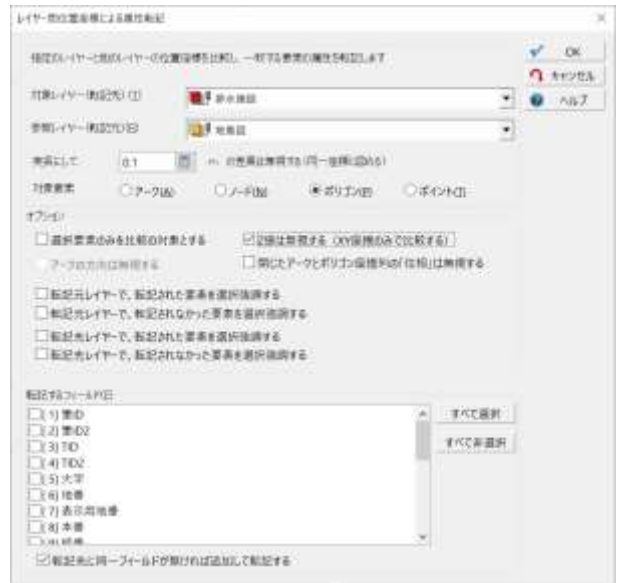 レイヤー間位置座標による属性転記
指定のレイヤーと他のレイヤーの位置座標を比較し、一致する要素の属性を転記します
OK
キャンセル
ヘルプ
対象レイヤー(転記先)(T)
排水施設
参照レイヤー(転記元)(B)
地番図
実長にして
0.1
m の差異は無視する(同一座標に認める)
対象要素
アーク(A)
ノード(N)
ポリゴン(P)
ポイント(I)
オプション
選択要素のみを比較の対象とする
Z値は無視する (XY座標のみで比較する)
アークの方向は無視する
閉じたアークとポリゴン座標列の「位相」は無視する
転記元レイヤーで、転記された要素を選択強調する
転記元レイヤーで、転記されなかった要素を選択強調する
転記先レイヤーで、転記された要素を選択強調する
転記先レイヤーで、転記されなかった要素を選択強調する
転記するフィールド(E)
( 1) 筆ID
( 2) 筆ID2
( 3) TID
( 4) TID2
( 5) 大字
( 6) 地番
( 7) 表示用地番
( 8) 本番
すべて選択
すべて非選択
転記先に同一フィールドが無ければ追加して転記する